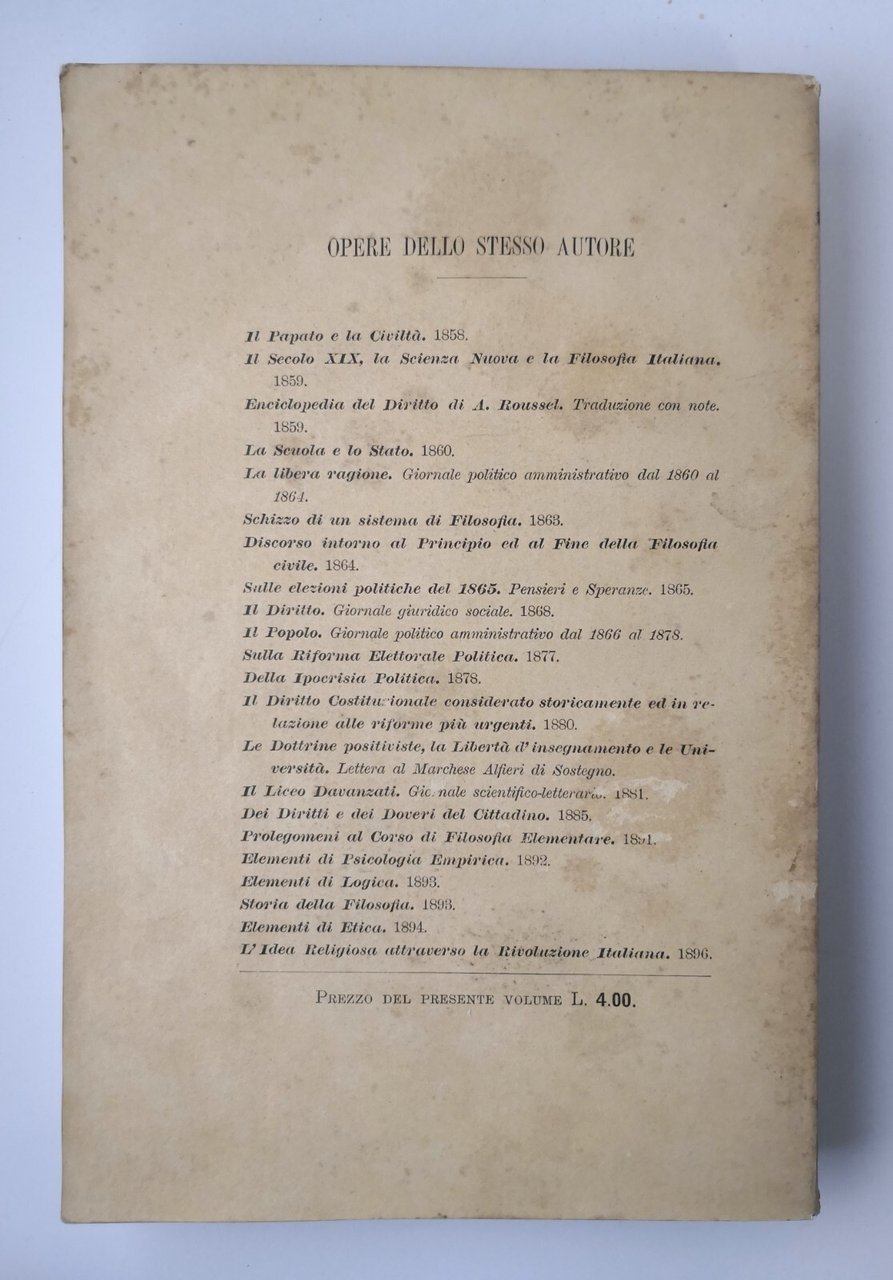 OPERE DELLO STESSO AUTORE
Il Papato e la Civiltà. 1858.
Il Secolo XIX, la Scienza Nuova e la Filosofia Italiana.
1859.
Enciclopedia del Diritto di A. Roussel. Traduzione con note.
1859.
La Scuola e lo Stato. 1860.
La libera ragione. Giornale politico amministrativo dal 1860 al
1864.
Schizzo di un sistema di Filosofia. 1863.
Discorso intorno al Principio ed al Fine della Filosofia
civile. 1864.
Sulle elezioni politiche del 1865. Pensieri e Speranze. 1865.
Il Diritto. Giornale giuridico sociale. 1868.
Il Popolo. Giornale politico amministrativo dal 1866 al 1878.
Sulla Riforma Elettorale Politica. 1877.
Della Ipocrisia Politica. 1878.
Il Diritto Costituzionale considerato storicamente ed in re-
lazione alle riforme più urgenti. 1880.
Le Dottrine positiviste, la Libertà d'insegnamento e le Uni-
versità. Lettera al Marchese Alfieri di Sostegno.
Il Liceo Davanzati. Giornale scientifico-letterario. 1881.
Dei Diritti e dei Doveri del Cittadino. 1885.
Prolegomeni al Corso di Filosofia Elementare. 1891.
Elementi di Psicologia Empirica. 1892.
Elementi di Logica. 1893.
Storia della Filosofia. 1893.
Elementi di Etica. 1894.
L'Idea Religiosa attraverso la Rivoluzione Italiana. 1896.
PREZZO DEL PRESENTE VOLUME L. 4.00.